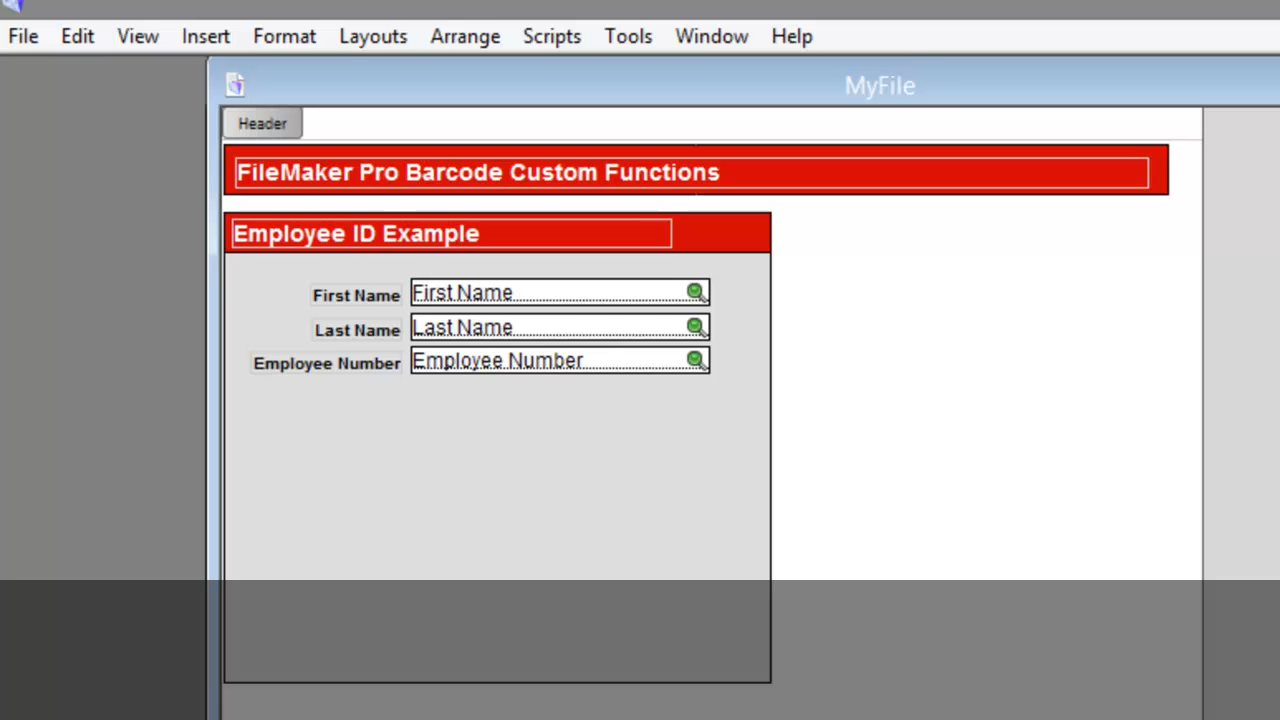 File Edit View Insert Format Layouts Arrange Scripts Tools Window Help
MyFile
Header
FileMaker Pro Barcode Custom Functions
Employee ID Example
First Name First Name
Last Name Last Name
Employee Number Employee Number